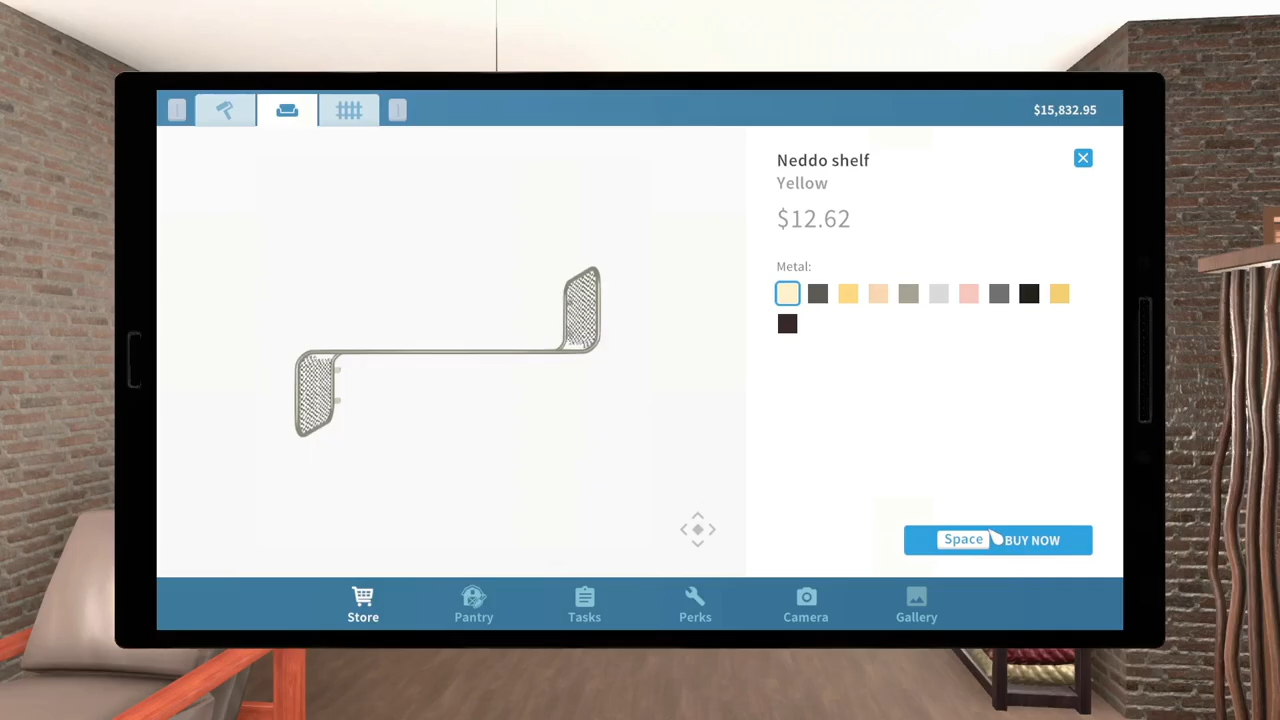 $15,832.95
Neddo shelf
Yellow
$12.62
Metal:
Space BUY NOW
Store Pantry Tasks Perks Camera Gallery